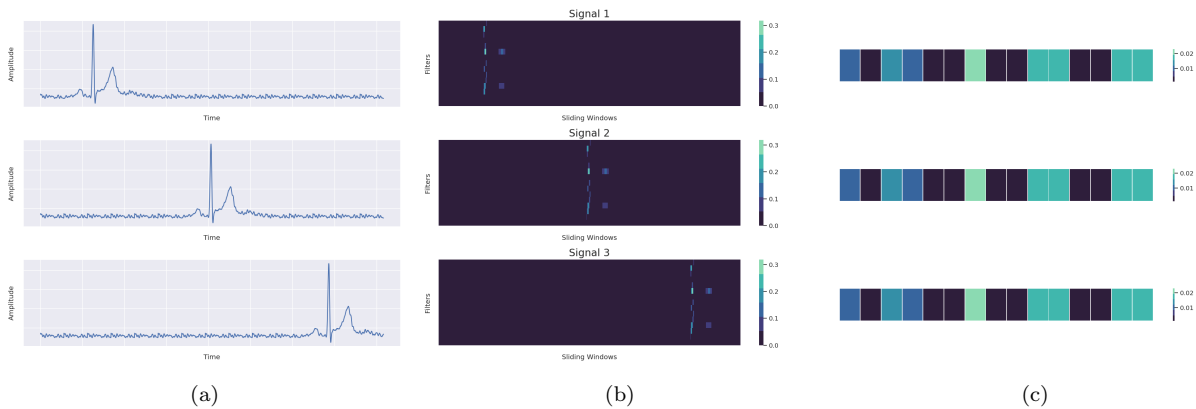 Amplitude
Time
Signal 1
Filters
Sliding Windows
0.3
0.2
0.1
0.0
0.02
0.01
Amplitude
Time
Signal 2
Filters
Sliding Windows
0.3
0.2
0.1
0.0
0.02
0.01
Amplitude
Time
Signal 3
Filters
Sliding Windows
0.3
0.2
0.1
0.0
0.02
0.01
(a)
(b)
(c)